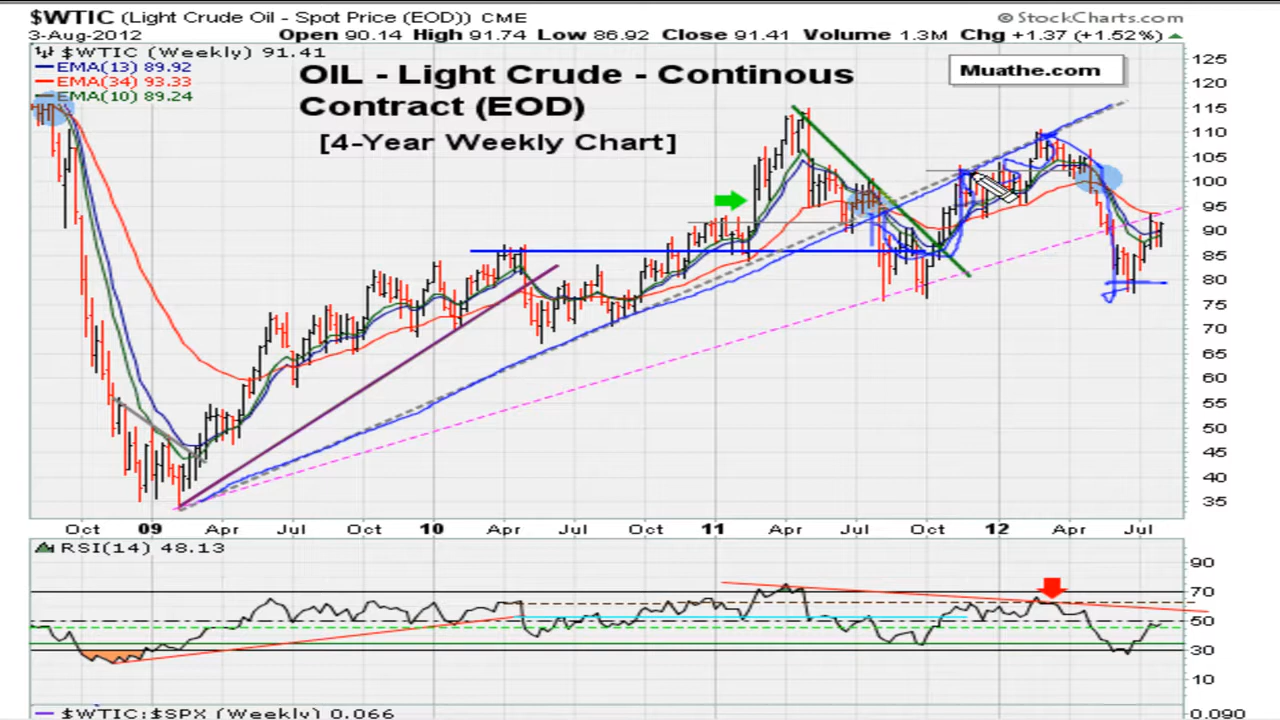 $WTIC (Light Crude Oil - Spot Price (EOD)) CME
© StockCharts.com
3-Aug-2012
Open 90.14 High 91.74 Low 86.92 Close 91.41 Volume 1.3M Chg +1.37 (+1.52%)
$WTIC (Weekly) 91.41
EMA(13) 89.92
EMA(34) 93.33
EMA(10) 89.24
OIL - Light Crude - Continous
Contract (EOD)
[4-Year Weekly Chart]
Muathe.com
125
120
115
110
105
100
95
90
85
80
75
70
65
60
55
50
45
40
35
Oct 09 Apr Jul Oct 10 Apr Jul Oct 11 Apr Jul Oct 12 Apr Jul
RSI(14) 48.13
90
70
50
30
10
$WTIC:$SPX (Weekly) 0.066
0.090